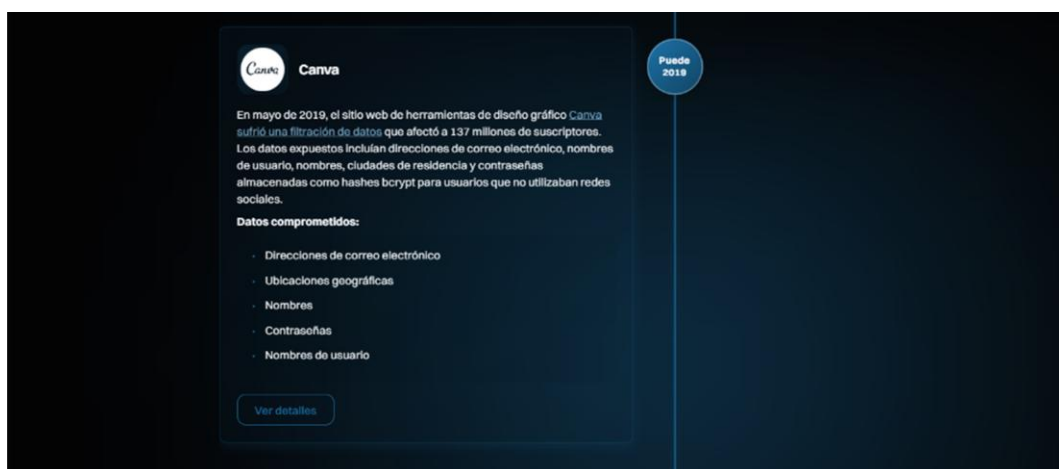 Canva
Canva
Puede
2019
En mayo de 2019, el sitio web de herramientas de diseño gráfico Canva
sufrió una filtración de datos que afectó a 137 millones de suscriptores.
Los datos expuestos incluían direcciones de correo electrónico, nombres
de usuario, nombres, ciudades de residencia y contraseñas
almacenadas como hashes bcrypt para usuarios que no utilizaban redes
sociales.
Datos comprometidos:
Direcciones de correo electrónico
Ubicaciones geográficas
Nombres
Contraseñas
Nombres de usuario
Ver detalles